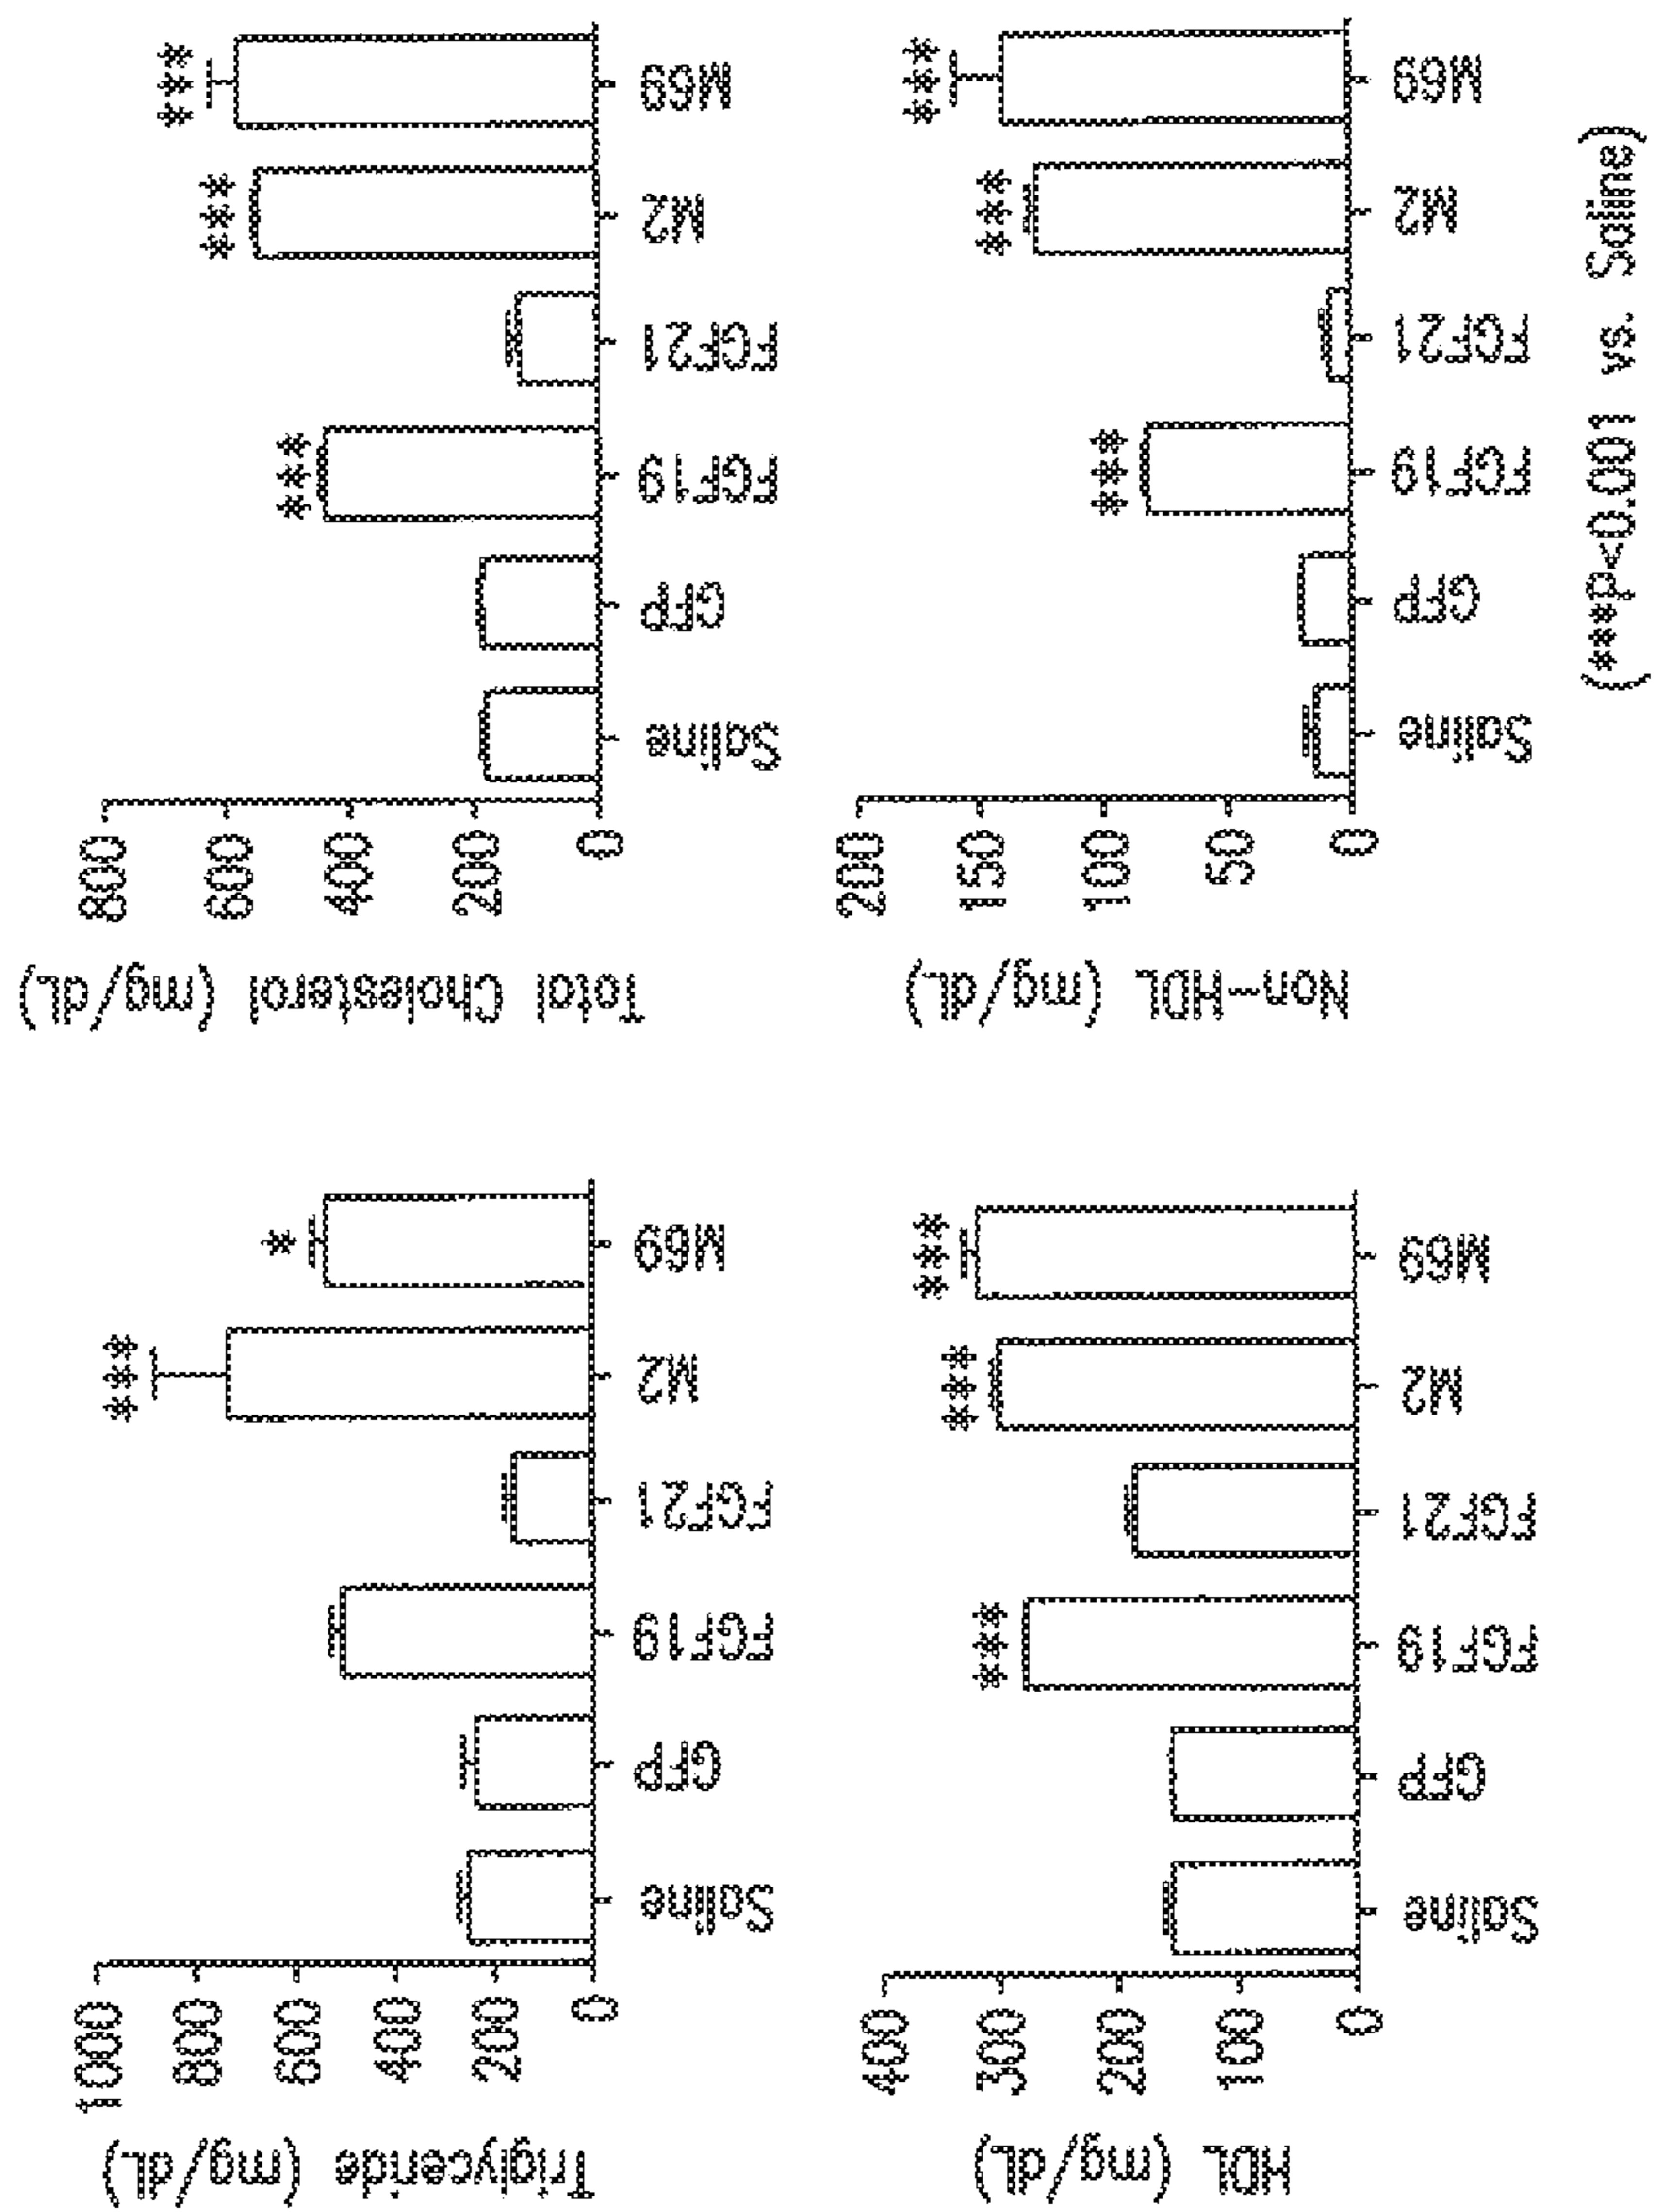 Triglyceride (mg/dL)
1000
800
600
400
200
0
***
*
Saline
GFP
FGF19
FGF21
M2
M69
Total Cholesterol (mg/dL)
800
600
400
200
0
***
***
***
Saline
GFP
FGF19
FGF21
M2
M69
HDL (mg/dL)
400
300
200
100
0
***
***
***
Saline
GFP
FGF19
FGF21
M2
M69
Non-HDL (mg/dL)
200
150
100
50
0
***
***
***
Saline
GFP
FGF19
FGF21
M2
M69
(***p<0.001 vs. Saline)